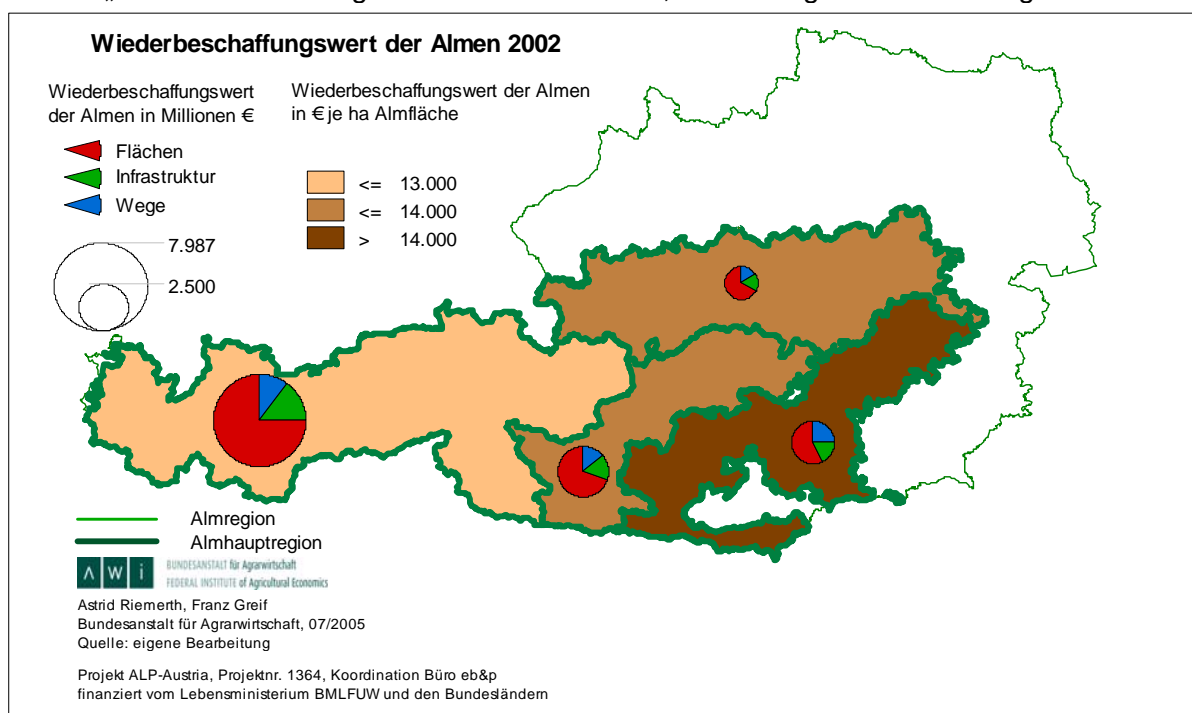 Wiederbeschaffungswert der Almen 2002
Wiederbeschaffungswert
der Almen in Millionen €
Flächen
Infrastruktur
Wege
7.987
2.500
Wiederbeschaffungswert der Almen
in € je ha Almfläche
<= 13.000
<= 14.000
> 14.000
Almregion
Almhauptregion
AWI
BUNDESANSTALT für Agrarwirtschaft
FEDERAL INSTITUTE of Agricultural Economics
Astrid Riemerth, Franz Greif
Bundesanstalt für Agrarwirtschaft, 07/2005
Quelle: eigene Bearbeitung
Projekt ALP-Austria, Projektnr. 1364, Koordination Büro eb&p
finanziert vom Lebensministerium BMLFUW und den Bundesländern